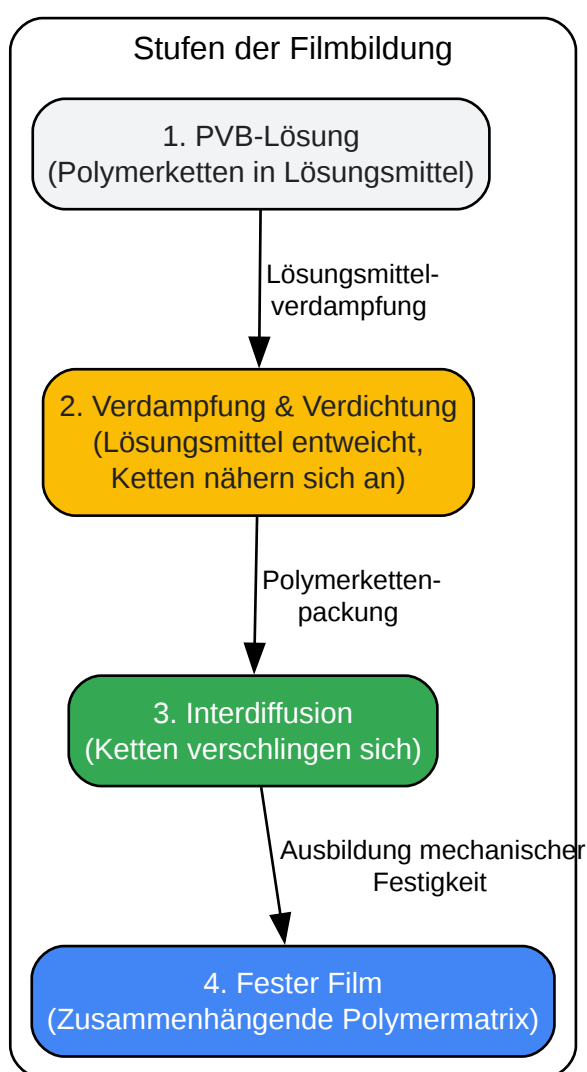 Stufen der Filmbildung
1. PVB-Lösung
(Polymerketten in Lösungsmittel)
Lösungsmittel-
verdampfung
2. Verdampfung & Verdichtung
(Lösungsmittel entweicht,
Ketten nähern sich an)
Polymerketten-
packung
3. Interdiffusion
(Ketten verschlingen sich)
Ausbildung mechanischer
Festigkeit
4. Fester Film
(Zusammenhängende Polymermatrix)